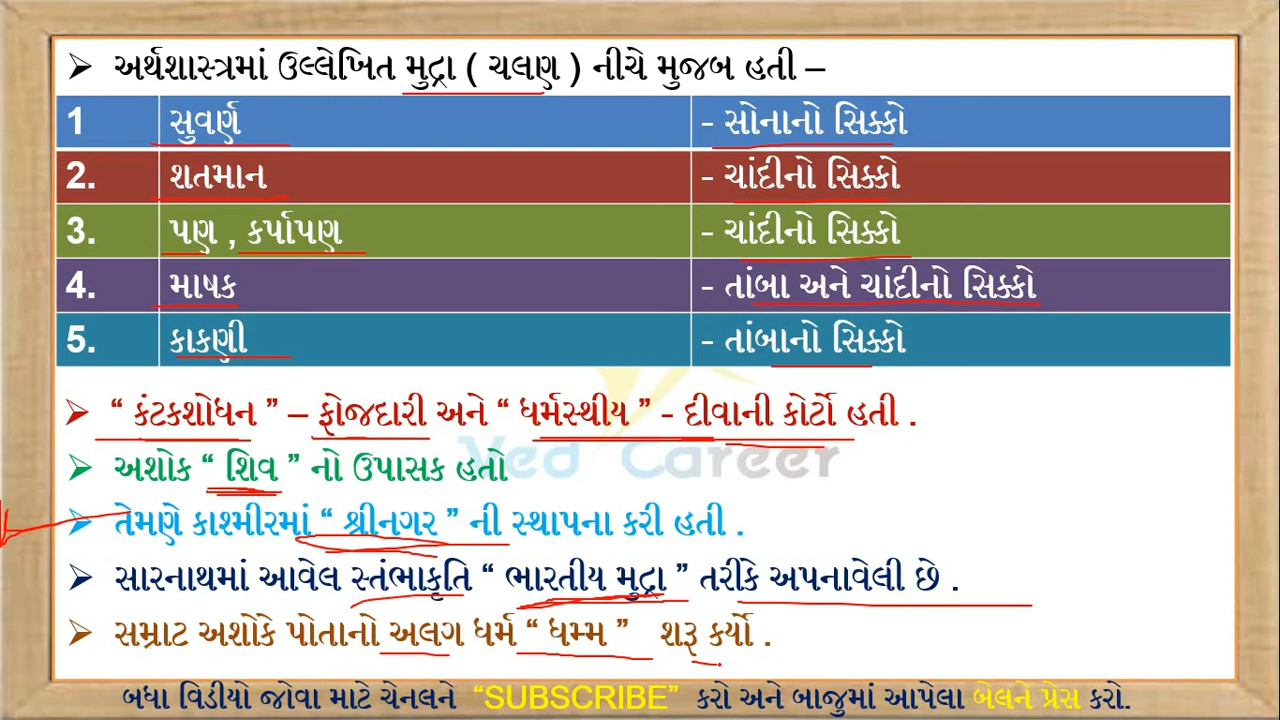 ➢ અર્થશાસ્ત્રમાં ઉલ્લેખિત મુદ્રા ( ચલણ ) નીચે મુજબ હતી –
1 સુવર્ણ - સોનાનો સિક્કો
2. શતમાન - ચાંદીનો સિક્કો
3. પણ , કર્પાપણ - ચાંદીનો સિક્કો
4. માષક - તાંબા અને ચાંદીનો સિક્કો
5. કાકણી - તાંબાનો સિક્કો
➢ “ કંટકશોધન ” – ફોજદારી અને “ ધર્મસ્થીય ” - દીવાની કોર્ટો હતી .
Ved Career
➢ અશોક “ શિવ ” નો ઉપાસક હતો
➢ તેમણે કાશ્મીરમાં “ શ્રીનગર ” ની સ્થાપના કરી હતી .
➢ સારનાથમાં આવેલ સ્તંભાકૃતિ “ ભારતીય મુદ્રા ” તરીકે અપનાવેલી છે .
➢ સમ્રાટ અશોકે પોતાનો અલગ ધર્મ “ ધમ્મ ” શરૂ કર્યો .
બધા વિડીયો જોવા માટે ચેનલને “SUBSCRIBE” કરો અને બાજુમાં આપેલા બેલને પ્રેસ કરો.